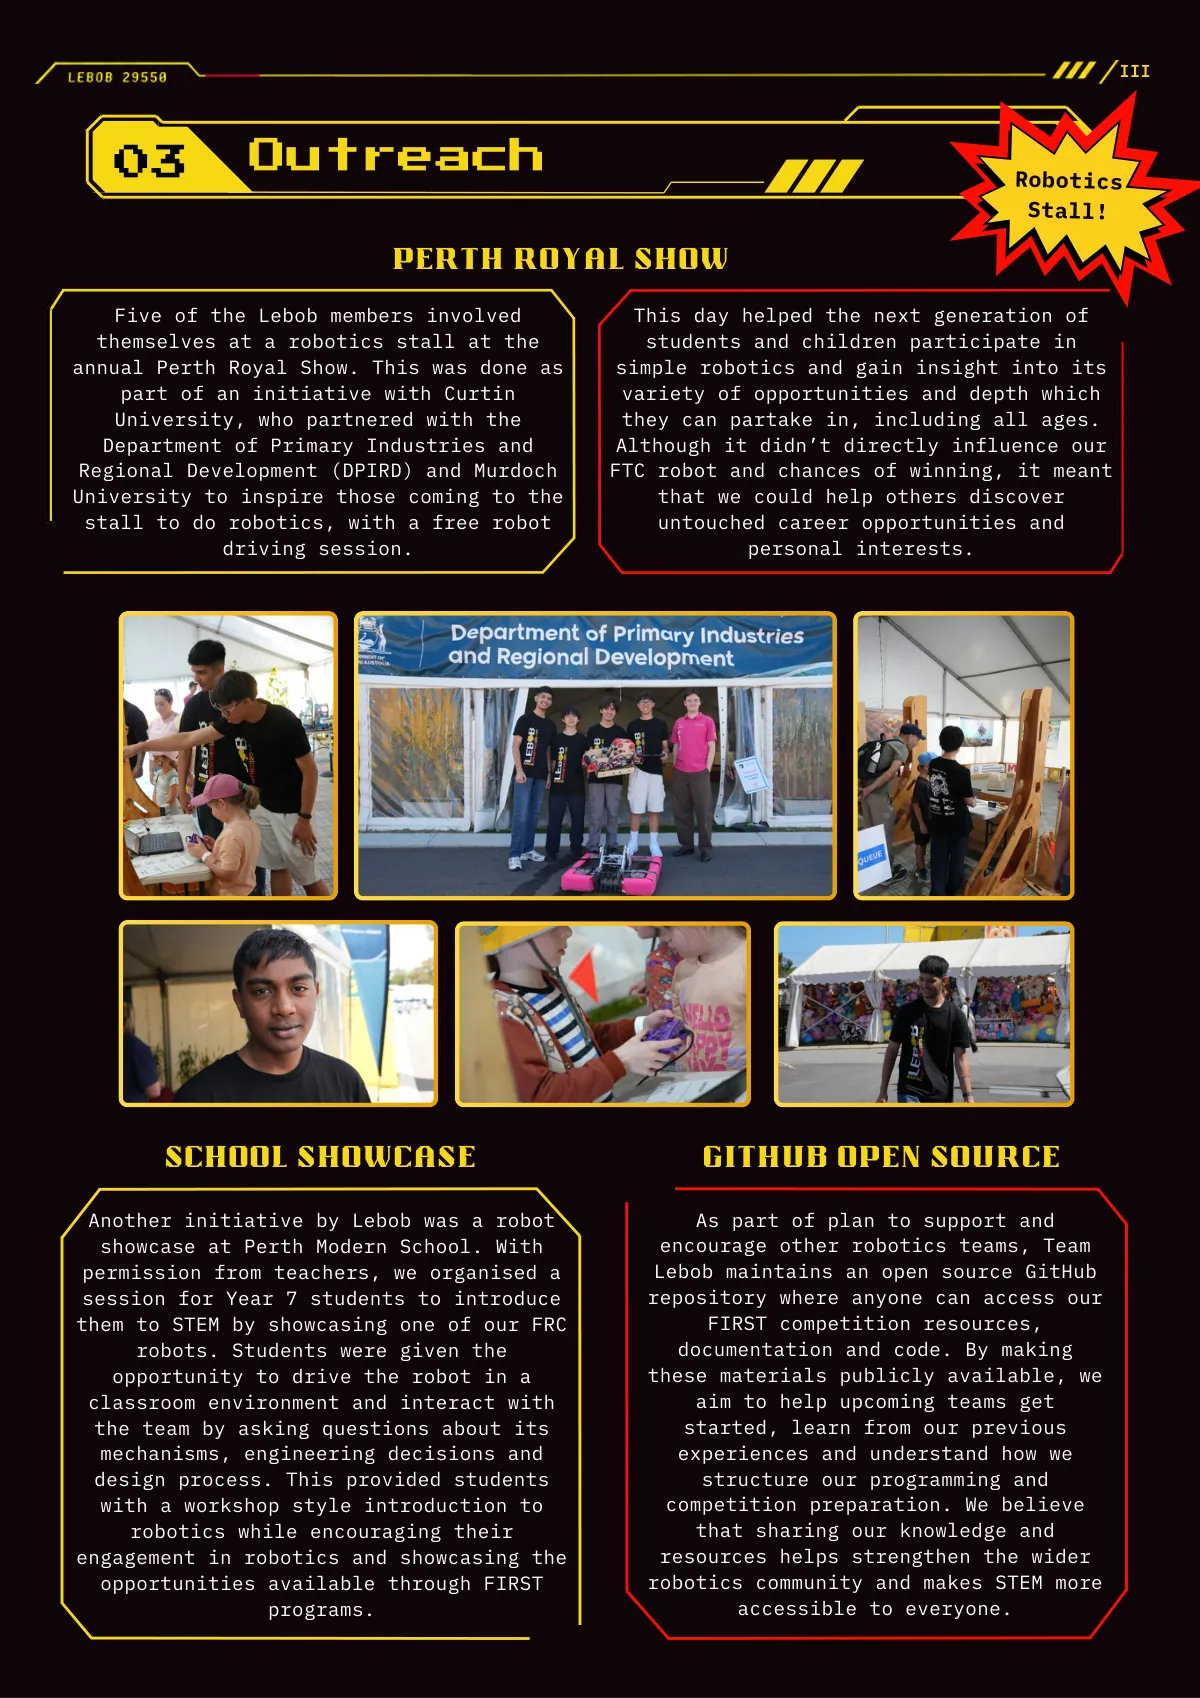 LEBOB 29550
III
03
Outreach
Robotics
Stall!
PERTH ROYAL SHOW
Five of the Lebob members involved
themselves at a robotics stall at the
annual Perth Royal Show. This was done as
part of an initiative with Curtin
University, who partnered with the
Department of Primary Industries and
Regional Development (DPIRD) and Murdoch
University to inspire those coming to the
stall to do robotics, with a free robot
driving session.
This day helped the next generation of
students and children participate in
simple robotics and gain insight into its
variety of opportunities and depth which
they can partake in, including all ages.
Although it didn’t directly influence our
FTC robot and chances of winning, it meant
that we could help others discover
untouched career opportunities and
personal interests.
Department of Primary Industries
and Regional Development
LEBOB
LEBOB
LEBOB
QUEUE
HELLO
LEBOB
SCHOOL SHOWCASE
Another initiative by Lebob was a robot
showcase at Perth Modern School. With
permission from teachers, we organised a
session for Year 7 students to introduce
them to STEM by showcasing one of our FRC
robots. Students were given the
opportunity to drive the robot in a
classroom environment and interact with
the team by asking questions about its
mechanisms, engineering decisions and
design process. This provided students
with a workshop style introduction to
robotics while encouraging their
engagement in robotics and showcasing the
opportunities available through FIRST
programs.
GITHUB OPEN SOURCE
As part of plan to support and
encourage other robotics teams, Team
Lebob maintains an open source GitHub
repository where anyone can access our
FIRST competition resources,
documentation and code. By making
these materials publicly available, we
aim to help upcoming teams get
started, learn from our previous
experiences and understand how we
structure our programming and
competition preparation. We believe
that sharing our knowledge and
resources helps strengthen the wider
robotics community and makes STEM more
accessible to everyone.